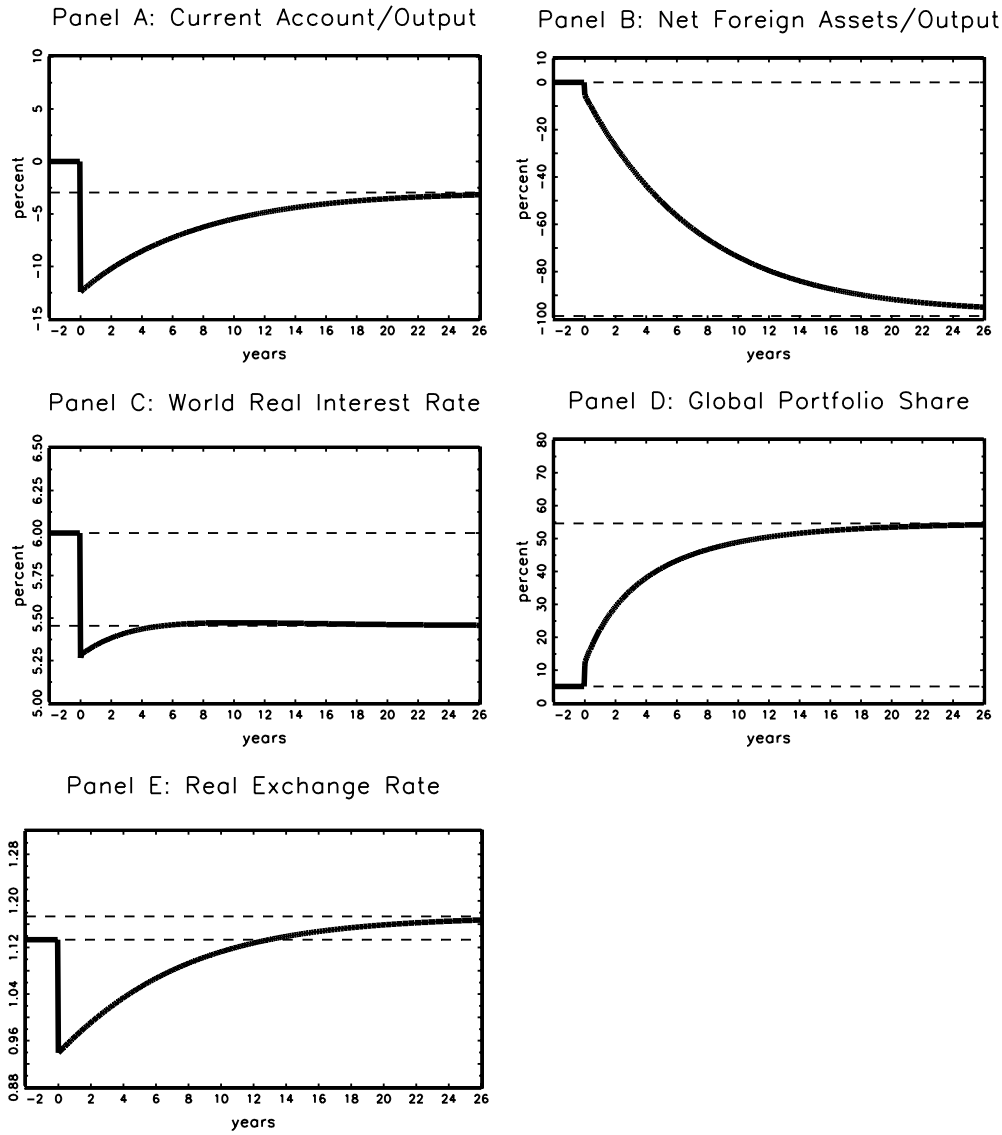 Panel A: Current Account/Output
10
5
0
-5
-10
-15
percent
-2 0 2 4 6 8 10 12 14 16 18 20 22 24 26
years
Panel B: Net Foreign Assets/Output
10
0
-20
-40
-60
-80
-100
percent
-2 0 2 4 6 8 10 12 14 16 18 20 22 24 26
years
Panel C: World Real Interest Rate
6.50
6.25
6.00
5.75
5.50
5.25
5.00
percent
-2 0 2 4 6 8 10 12 14 16 18 20 22 24 26
years
Panel D: Global Portfolio Share
80
70
60
50
40
30
20
10
0
percent
-2 0 2 4 6 8 10 12 14 16 18 20 22 24 26
years
Panel E: Real Exchange Rate
1.28
1.20
1.12
1.04
0.96
0.88
-2 0 2 4 6 8 10 12 14 16 18 20 22 24 26
years